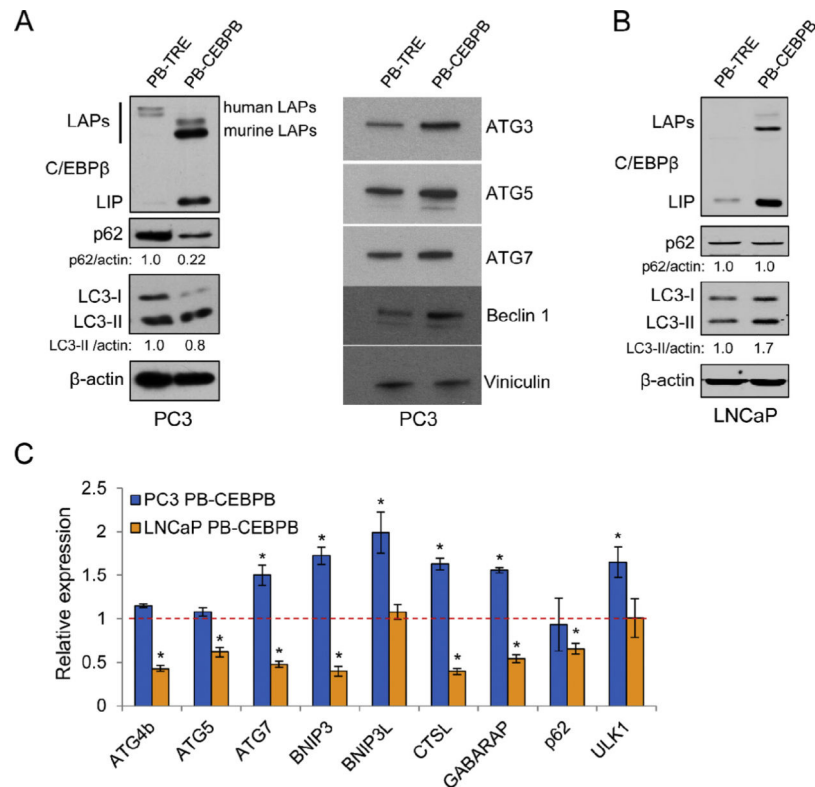 A
PB-TRE
PB-CEBPB
LAPs
human LAPs
murine LAPs
C/EBPβ
LIP
p62
p62/actin: 1.0 0.22
LC3-I
LC3-II
LC3-II /actin: 1.0 0.8
β-actin
PC3
PB-TRE
PB-CEBPB
ATG3
ATG5
ATG7
Beclin 1
Viniculin
PC3
B
PB-TRE
PB-CEBPB
LAPs
C/EBPβ
LIP
p62
p62/actin: 1.0 1.0
LC3-I
LC3-II
LC3-II/actin: 1.0 1.7
β-actin
LNCaP
C
Relative expression
2.5
2
1.5
1
0.5
0
PC3 PB-CEBPB
LNCaP PB-CEBPB
* * * * * *
* * * * * * *
ATG4b
ATG5
ATG7
BNIP3
BNIP3L
CTSL
GABARAP
p62
ULK1